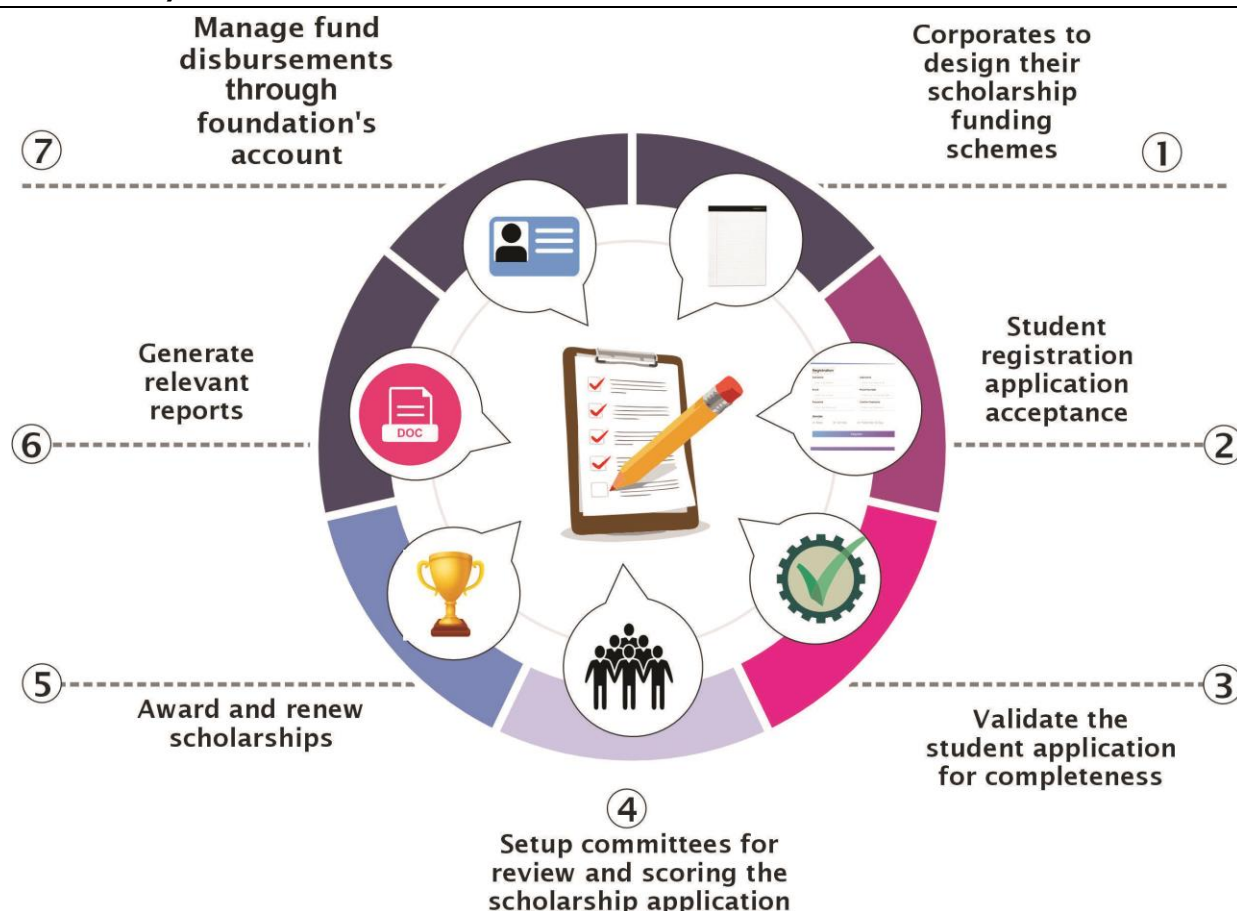 Manage fund
disbursements
through
foundation's
account
7
Corporates to
design their
scholarship
funding
schemes
1
Student
registration
application
acceptance
2
Generate
relevant
reports
6
DOC
Registration
5
Award and renew
scholarships
3
Validate the
student application
for completeness
4
Setup committees for
review and scoring the
scholarship application